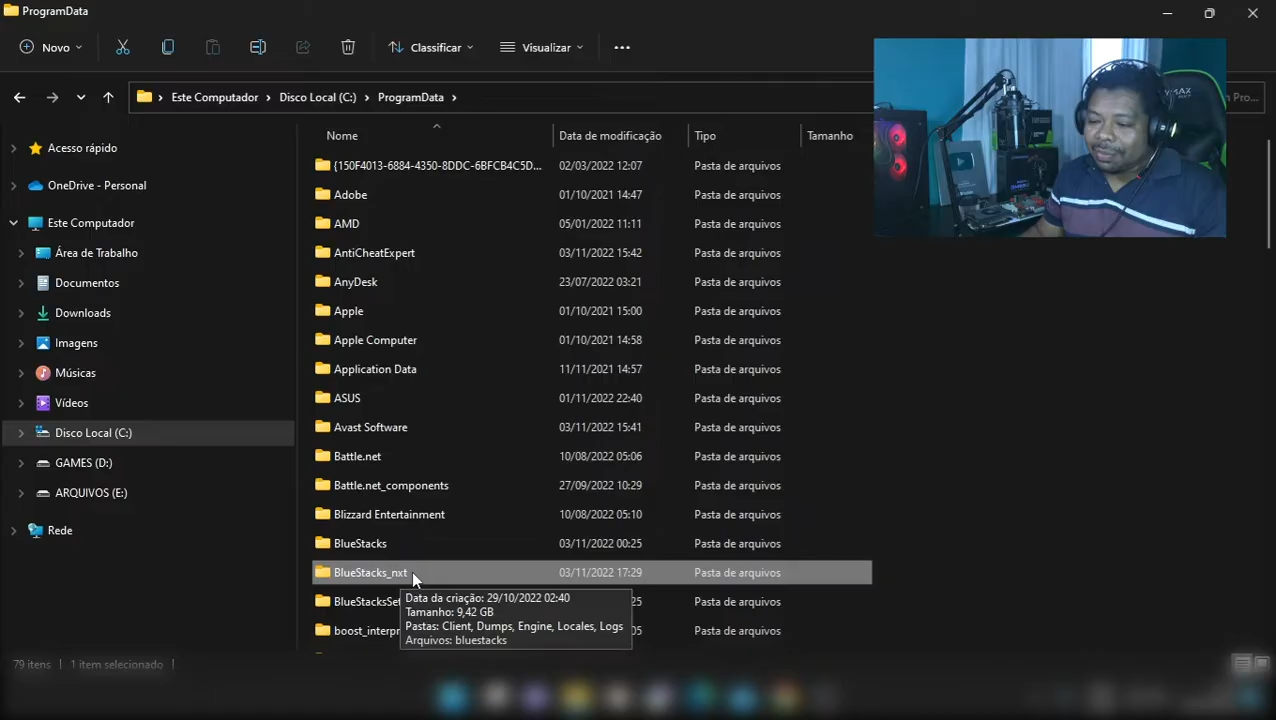 ProgramData
Novo
Classificar
Visualizar
Este Computador > Disco Local (C:) > ProgramData >
Pro...
Nome
Data de modificação
Tipo
Tamanho
Acesso rápido
OneDrive - Personal
Este Computador
Área de Trabalho
Documentos
Downloads
Imagens
Músicas
Vídeos
Disco Local (C:)
GAMES (D:)
ARQUIVOS (E:)
Rede
{150F4013-6884-4350-8DDC-6BFCB4C5D... 02/03/2022 12:07 Pasta de arquivos
Adobe 01/10/2021 14:47 Pasta de arquivos
AMD 05/01/2022 11:11 Pasta de arquivos
AntiCheatExpert 03/11/2022 15:42 Pasta de arquivos
AnyDesk 23/07/2022 03:21 Pasta de arquivos
Apple 01/10/2021 15:00 Pasta de arquivos
Apple Computer 01/10/2021 14:58 Pasta de arquivos
Application Data 11/11/2021 14:57 Pasta de arquivos
ASUS 01/11/2022 22:40 Pasta de arquivos
Avast Software 03/11/2022 15:41 Pasta de arquivos
Battle.net 10/08/2022 05:06 Pasta de arquivos
Battle.net_components 27/09/2022 10:29 Pasta de arquivos
Blizzard Entertainment 10/08/2022 05:10 Pasta de arquivos
BlueStacks 03/11/2022 00:25 Pasta de arquivos
BlueStacks_nxt 03/11/2022 17:29 Pasta de arquivos
BlueStacksSe 25 Pasta de arquivos
boost_interpr 05 Pasta de arquivos
Data da criação: 29/10/2022 02:40
Tamanho: 9,42 GB
Pastas: Client, Dumps, Engine, Locales, Logs
Arquivos: bluestacks
79 itens
1 item selecionado